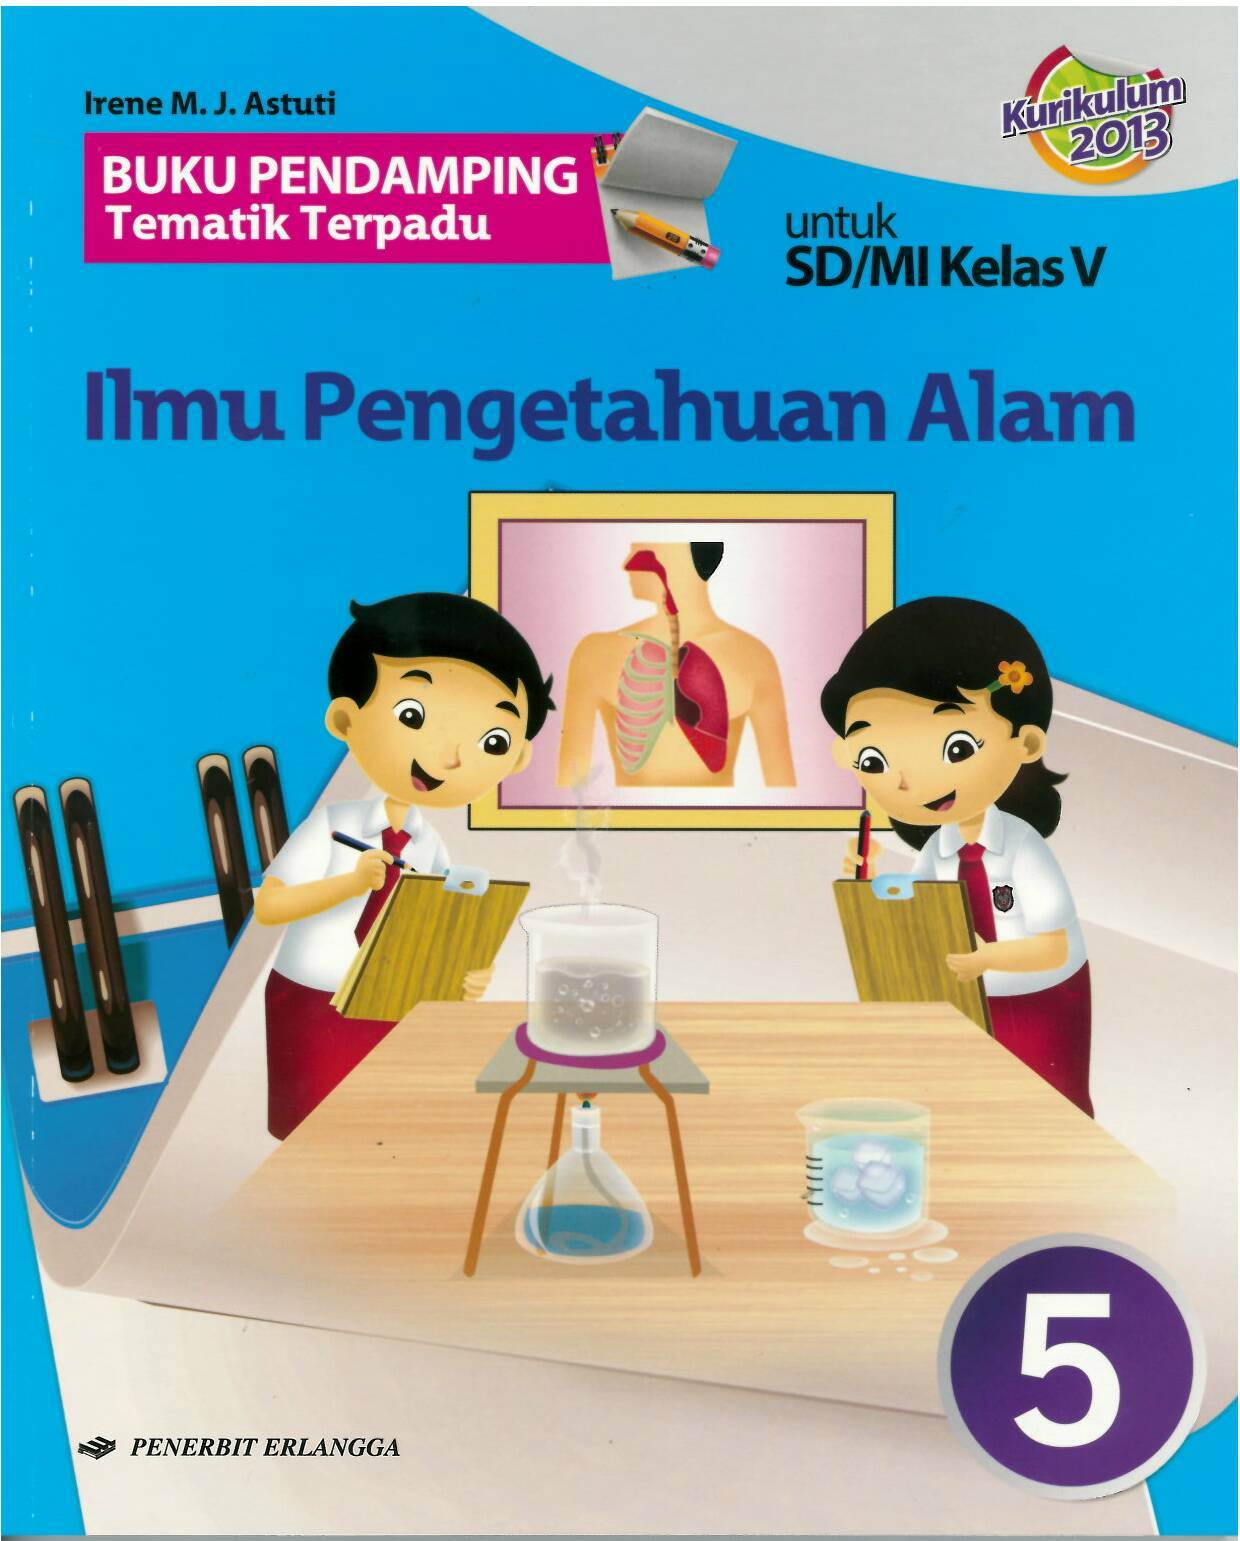 Irene M. J. Astuti
Kurikulum
2013
BUKU PENDAMPING
Tematik Terpadu
untuk
SD/MI Kelas V
Ilmu Pengetahuan Alam
5
PENERBIT ERLANGGA